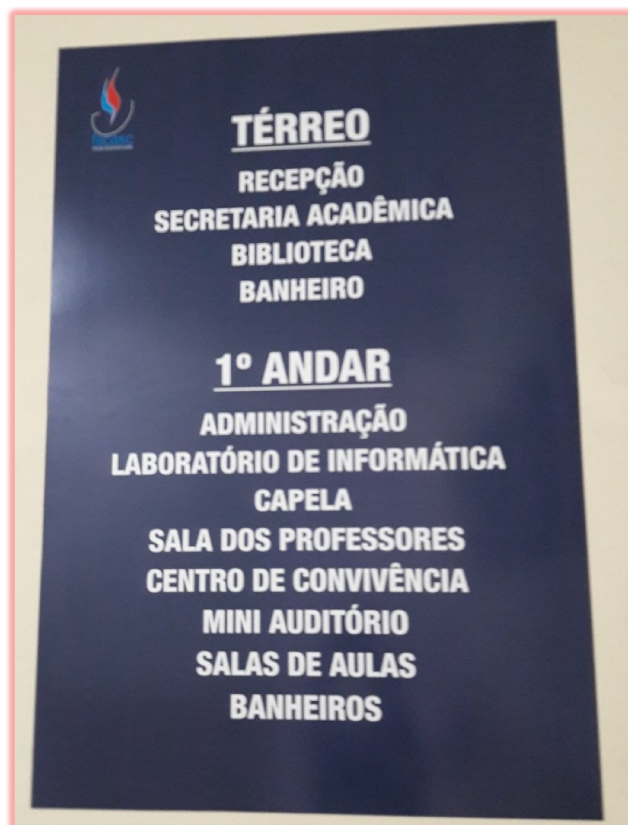 TÉRREO
RECEPÇÃO
SECRETARIA ACADÊMICA
BIBLIOTECA
BANHEIRO
1º ANDAR
ADMINISTRAÇÃO
LABORATÓRIO DE INFORMÁTICA
CAPELA
SALA DOS PROFESSORES
CENTRO DE CONVIVÊNCIA
MINI AUDITÓRIO
SALAS DE AULAS
BANHEIROS